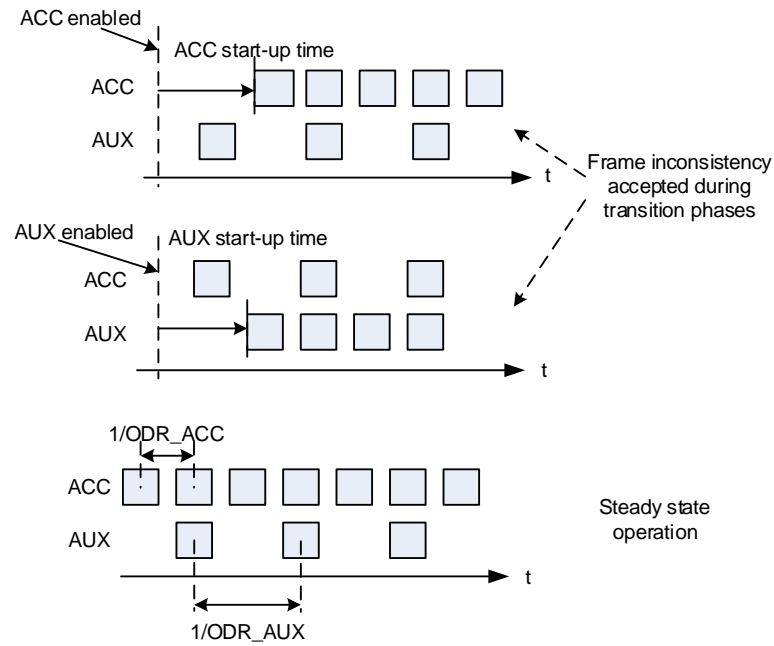 ACC enabled
ACC start-up time
ACC
AUX
t
Frame inconsistency
accepted during
transition phases
AUX enabled
AUX start-up time
ACC
AUX
t
1/ODR_ACC
ACC
AUX
t
1/ODR_AUX
Steady state
operation